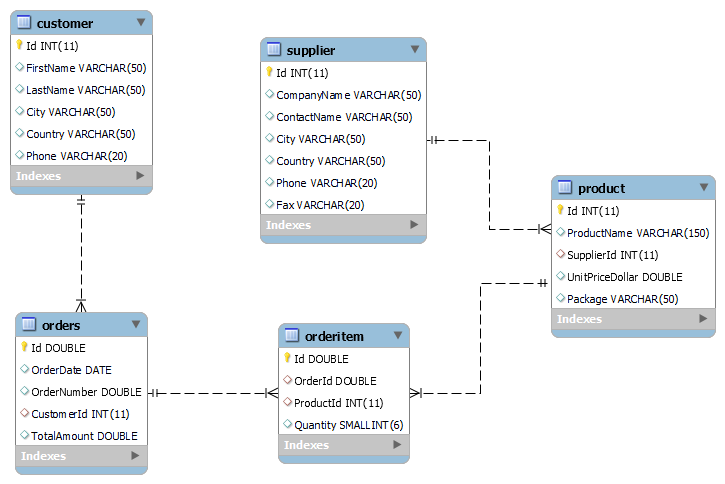 customer
Id INT(11)
FirstName VARCHAR(50)
LastName VARCHAR(50)
City VARCHAR(50)
Country VARCHAR(50)
Phone VARCHAR(20)
Indexes
supplier
Id INT(11)
CompanyName VARCHAR(50)
ContactName VARCHAR(50)
City VARCHAR(50)
Country VARCHAR(50)
Phone VARCHAR(20)
Fax VARCHAR(20)
Indexes
product
Id INT(11)
ProductName VARCHAR(150)
SupplierId INT(11)
UnitPriceDollar DOUBLE
Package VARCHAR(50)
Indexes
orders
Id DOUBLE
OrderDate DATE
OrderNumber DOUBLE
CustomerId INT(11)
TotalAmount DOUBLE
Indexes
orderitem
Id DOUBLE
OrderId DOUBLE
ProductId INT(11)
Quantity SMALLINT(6)
Indexes